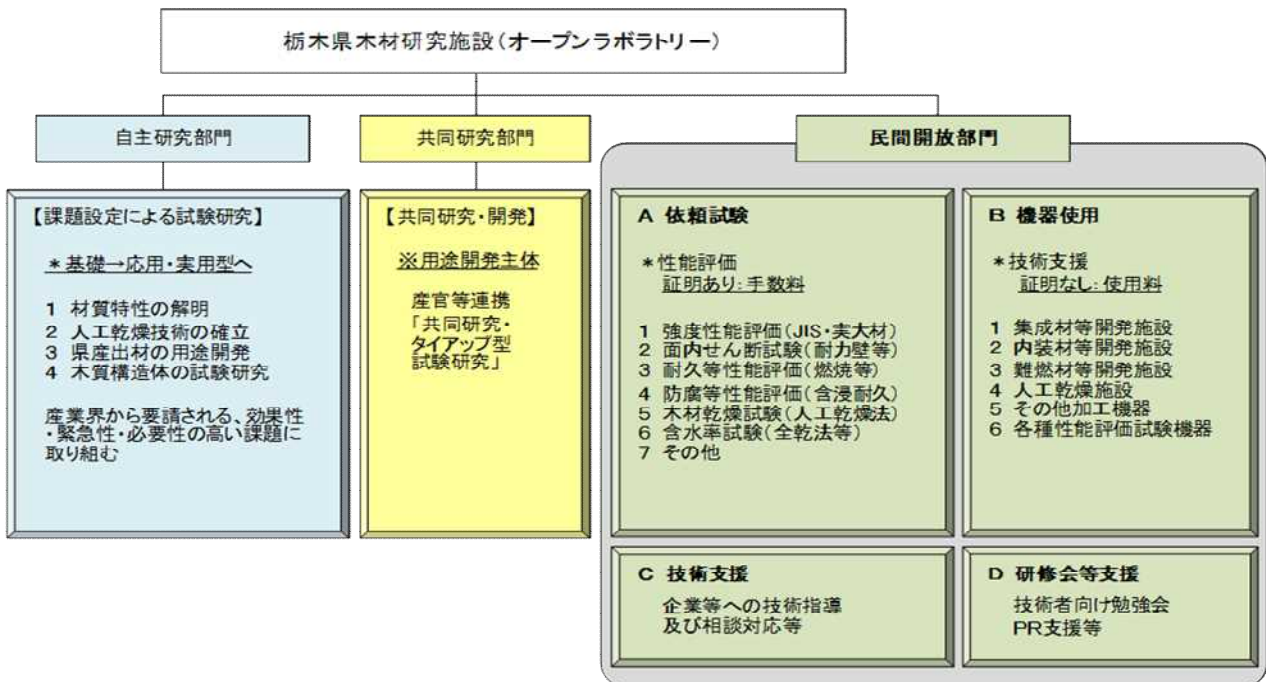 栃木県木材研究施設(オープンラボラトリー)
自主研究部門
【課題設定による試験研究】
*基礎→応用・実用型へ
1 材質特性の解明
2 人工乾燥技術の確立
3 県産出材の用途開発
4 木質構造体の試験研究
産業界から要請される、効果性
・緊急性・必要性の高い課題に
取り組む
共同研究部門
【共同研究・開発】
※用途開発主体
産官等連携
「共同研究・
タイアップ型
試験研究」
民間開放部門
A 依頼試験
*性能評価
証明あり:手数料
1 強度性能評価(JIS・実大材)
2 面内せん断試験(耐力壁等)
3 耐久等性能評価(燃焼等)
4 防腐等性能評価(含浸耐久)
5 木材乾燥試験(人工乾燥法)
6 含水率試験(全乾法等)
7 その他
B 機器使用
*技術支援
証明なし:使用料
1 集成材等開発施設
2 内装材等開発施設
3 難燃材等開発施設
4 人工乾燥施設
5 その他加工機器
6 各種性能評価試験機器
C 技術支援
企業等への技術指導
及び相談対応等
D 研修会等支援
技術者向け勉強会
PR支援等